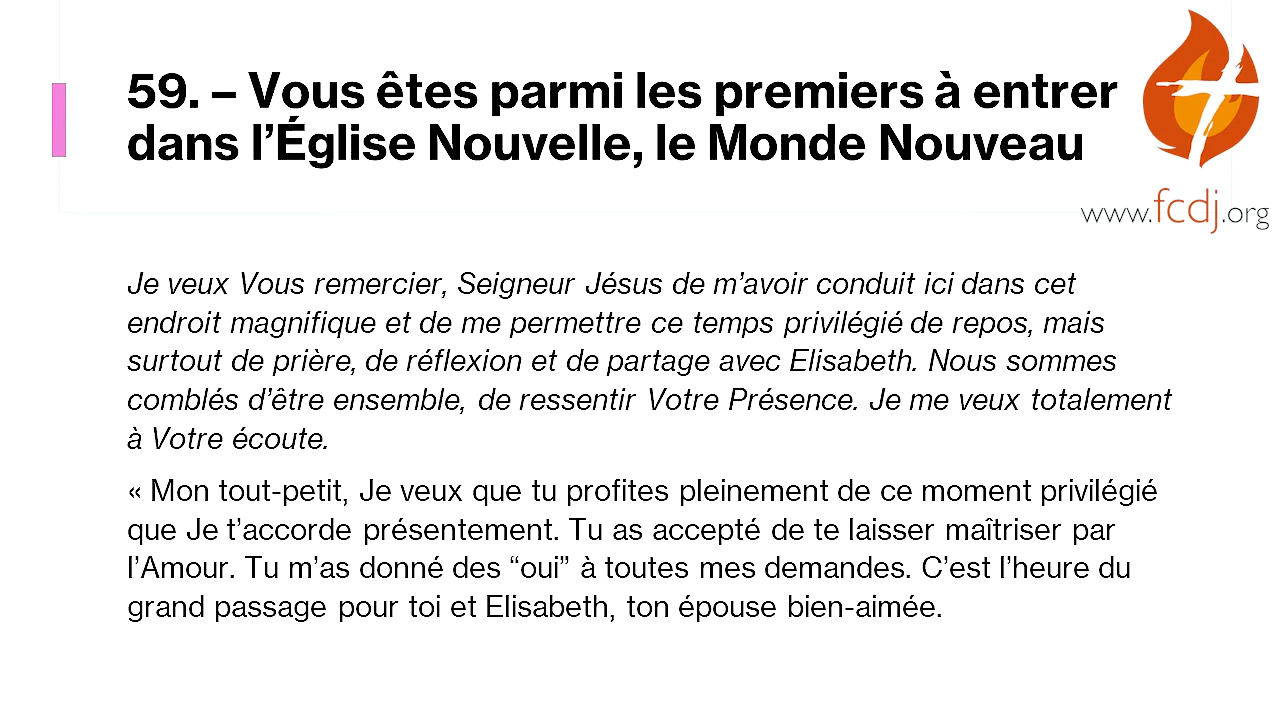 59. – Vous êtes parmi les premiers à entrer
dans l’Église Nouvelle, le Monde Nouveau
www.fcdj.org
Je veux Vous remercier, Seigneur Jésus de m’avoir conduit ici dans cet
endroit magnifique et de me permettre ce temps privilégié de repos, mais
surtout de prière, de réflexion et de partage avec Elisabeth. Nous sommes
comblés d’être ensemble, de ressentir Votre Présence. Je me veux totalement
à Votre écoute.
« Mon tout-petit, Je veux que tu profites pleinement de ce moment privilégié
que Je t’accorde présentement. Tu as accepté de te laisser maîtriser par
l’Amour. Tu m’as donné des “oui” à toutes mes demandes. C’est l’heure du
grand passage pour toi et Elisabeth, ton épouse bien-aimée.